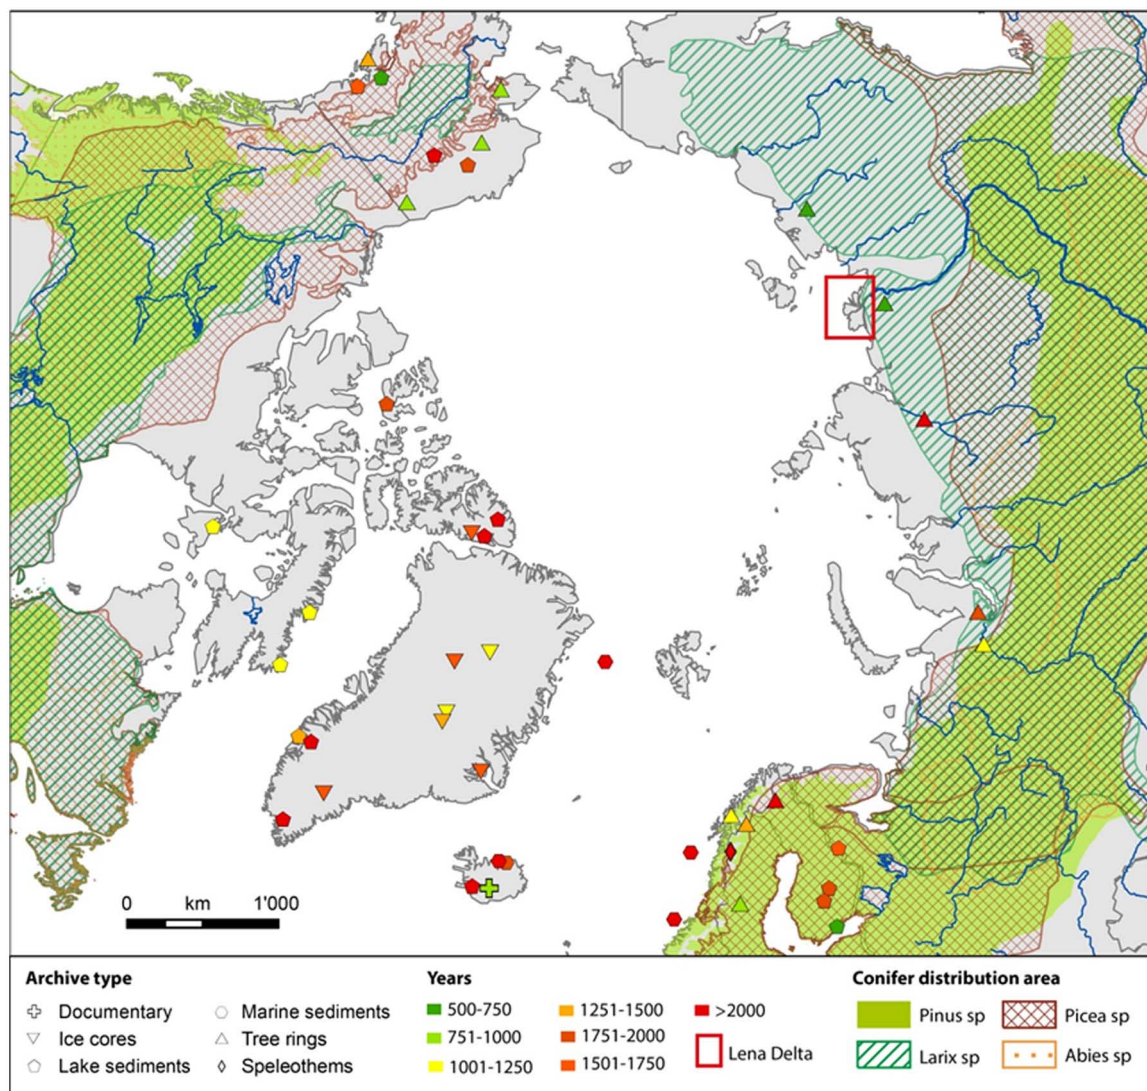 0 km 1'000
Archive type
Documentary
Ice cores
Lake sediments
Marine sediments
Tree rings
Speleothems
Years
500-750
751-1000
1001-1250
1251-1500
1751-2000
1501-1750
>2000
Lena Delta
Conifer distribution area
Pinus sp
Larix sp
Picea sp
Abies sp